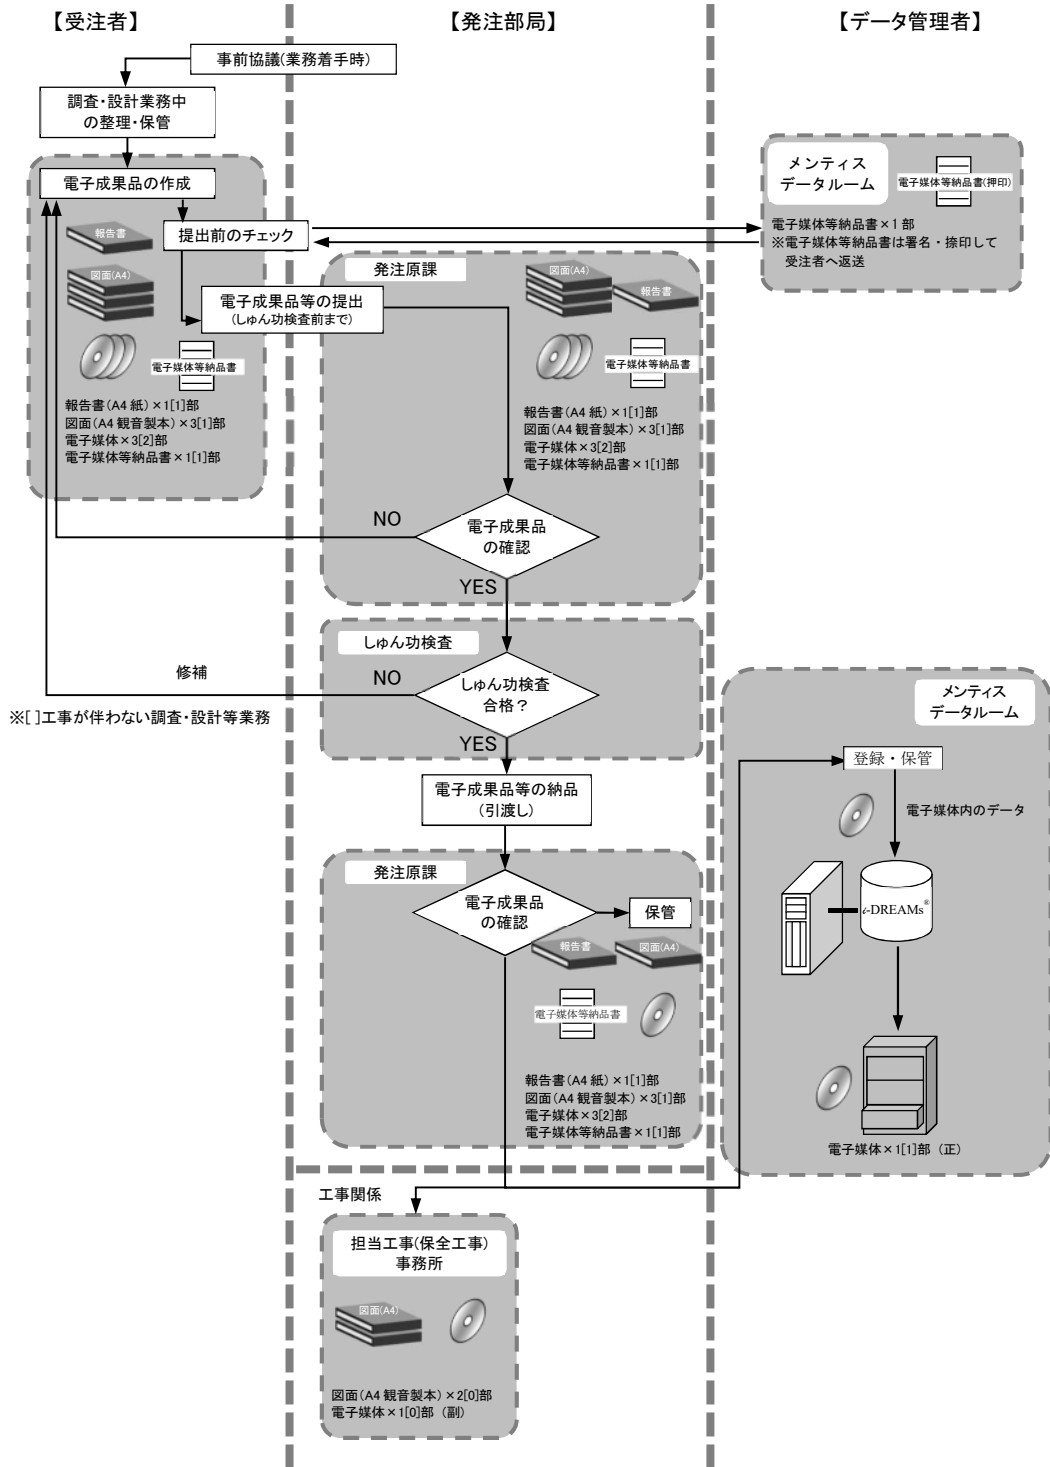 【受注者】
【発注部局】
【データ管理者】
事前協議(業務着手時)
調査・設計業務中
の整理・保管
電子成果品の作成
提出前のチェック
報告書
図面(A4)
電子成果品等の提出
(しゅん功検査前まで)
電子媒体等納品書
報告書(A4 紙)×1[1]部
図面(A4 観音製本)×3[1]部
電子媒体×3[2]部
電子媒体等納品書×1[1]部
メンティス
データルーム
電子媒体等納品書(押印)
電子媒体等納品書×1 部
※電子媒体等納品書は署名・捺印して
受注者へ返送
発注原課
図面(A4)
報告書
電子媒体等納品書
報告書(A4 紙)×1[1]部
図面(A4 観音製本)×3[1]部
電子媒体×3[2]部
電子媒体等納品書×1[1]部
電子成果品
の確認
NO
YES
しゅん功検査
しゅん功検査
合格?
NO
修補
YES
※[ ]工事が伴わない調査・設計等業務
電子成果品等の納品
(引渡し)
発注原課
電子成果品
の確認
保管
報告書
図面(A4)
電子媒体等納品書
報告書(A4 紙)×1[1]部
図面(A4 観音製本)×3[1]部
電子媒体×3[2]部
電子媒体等納品書×1[1]部
メンティス
データルーム
登録・保管
電子媒体内のデータ
i-DREAMs®
電子媒体×1[1]部(正)
工事関係
担当工事(保全工事)
事務所
図面(A4)
図面(A4 観音製本)×2[0]部
電子媒体×1[0]部(副)